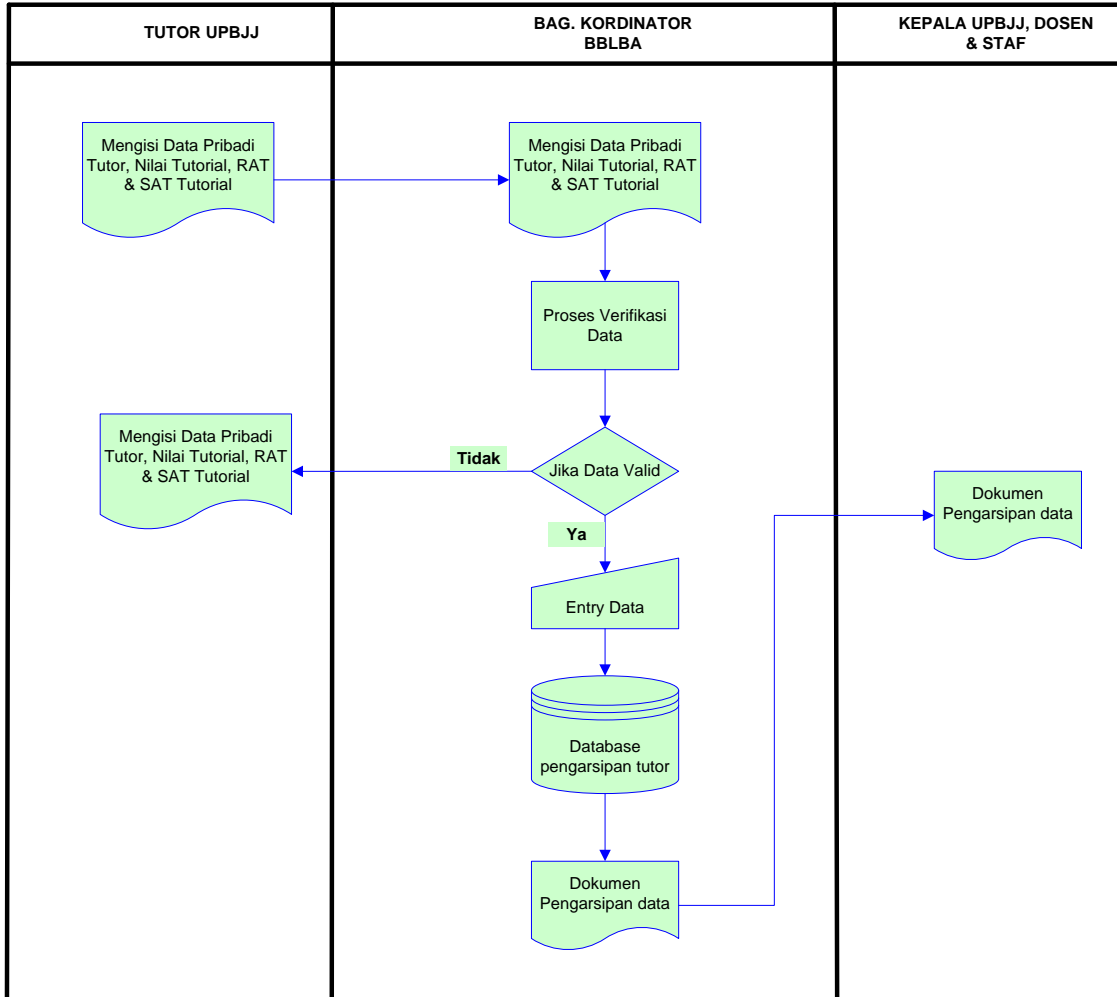 TUTOR UPBJJ
BAG. KORDINATOR
BBLBA
KEPALA UPBJJ, DOSEN
& STAF
Mengisi Data Pribadi
Tutor, Nilai Tutorial, RAT
& SAT Tutorial
Mengisi Data Pribadi
Tutor, Nilai Tutorial, RAT
& SAT Tutorial
Proses Verifikasi
Data
Mengisi Data Pribadi
Tutor, Nilai Tutorial, RAT
& SAT Tutorial
Tidak
Jika Data Valid
Dokumen
Pengarsipan data
Ya
Entry Data
Database
pengarsipan tutor
Dokumen
Pengarsipan data